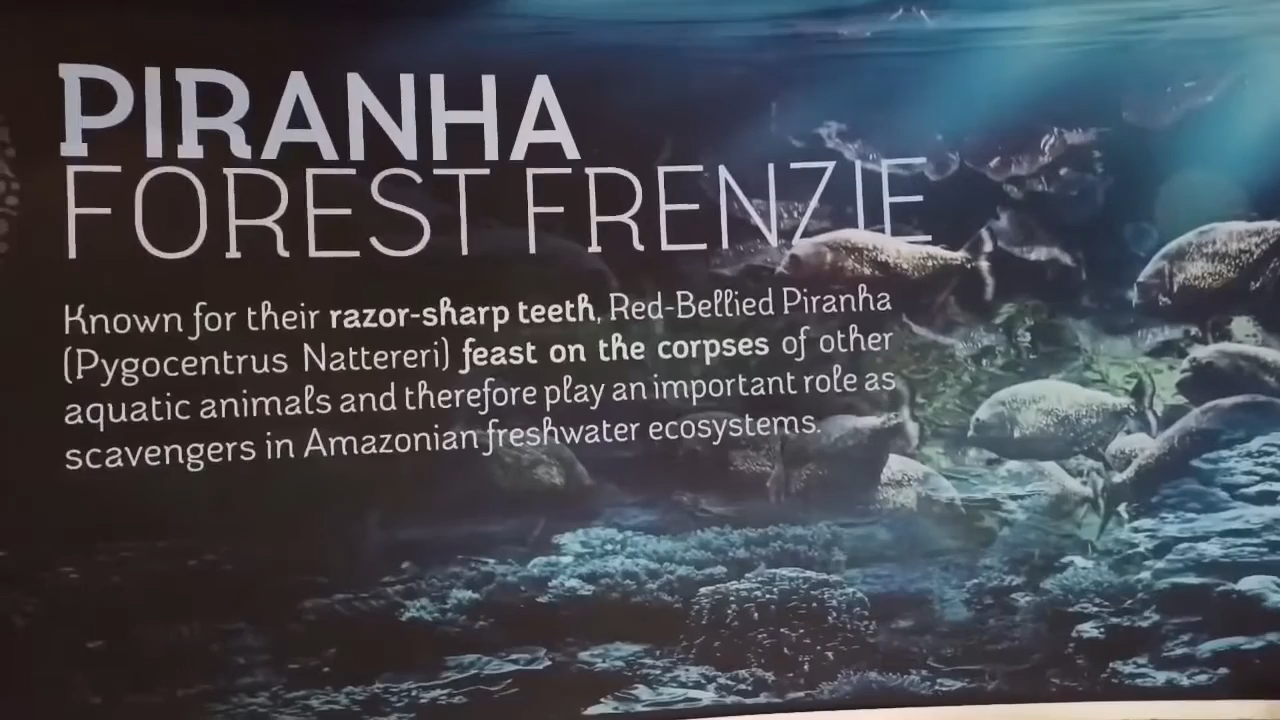 PIRANHA
FOREST FRENZIE
Known for their razor-sharp teeth, Red-Bellied Piranha
(Pygocentrus Nattereri) feast on the corpses of other
aquatic animals and therefore play an important role as
scavengers in Amazonian freshwater ecosystems.